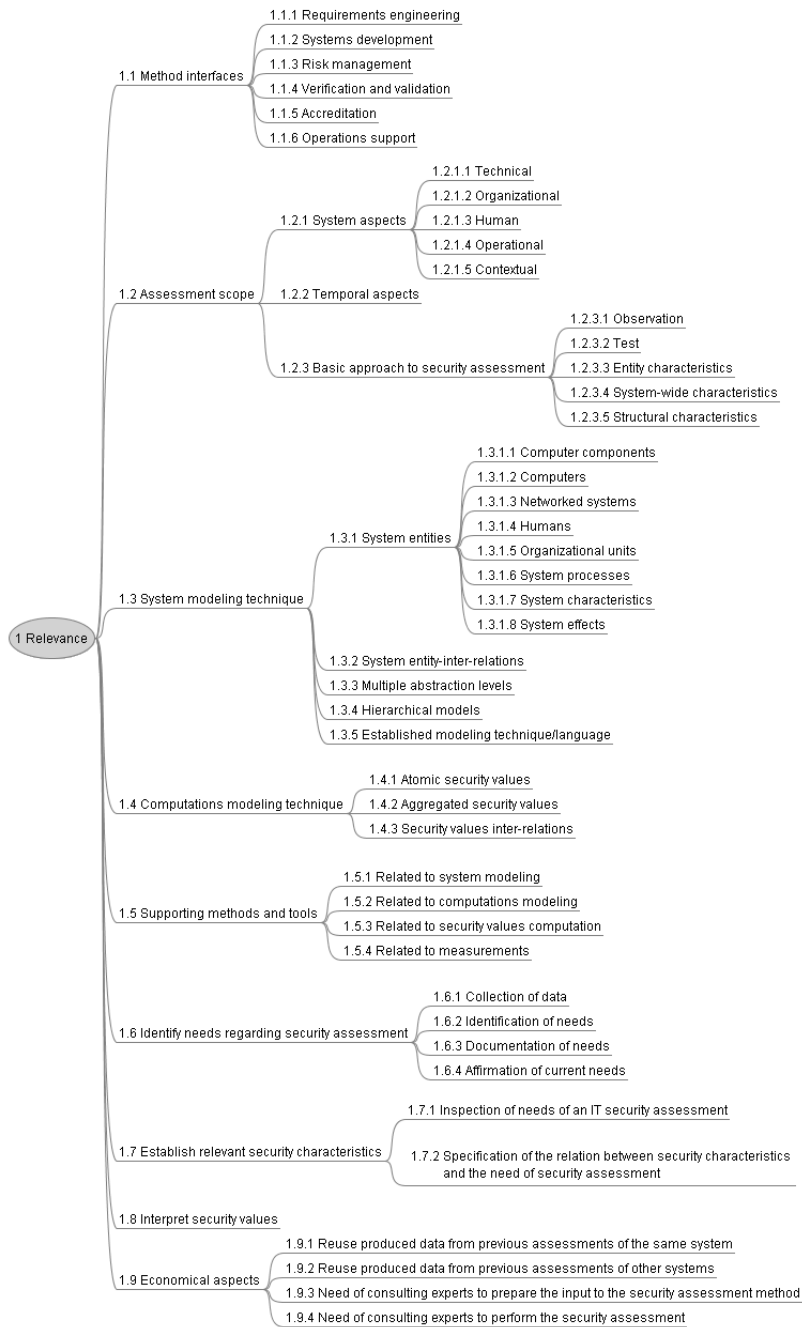 1 Relevance
1.1 Method interfaces
1.1.1 Requirements engineering
1.1.2 Systems development
1.1.3 Risk management
1.1.4 Verification and validation
1.1.5 Accreditation
1.1.6 Operations support
1.2 Assessment scope
1.2.1 System aspects
1.2.1.1 Technical
1.2.1.2 Organizational
1.2.1.3 Human
1.2.1.4 Operational
1.2.1.5 Contextual
1.2.2 Temporal aspects
1.2.3 Basic approach to security assessment
1.2.3.1 Observation
1.2.3.2 Test
1.2.3.3 Entity characteristics
1.2.3.4 System-wide characteristics
1.2.3.5 Structural characteristics
1.3 System modeling technique
1.3.1 System entities
1.3.1.1 Computer components
1.3.1.2 Computers
1.3.1.3 Networked systems
1.3.1.4 Humans
1.3.1.5 Organizational units
1.3.1.6 System processes
1.3.1.7 System characteristics
1.3.1.8 System effects
1.3.2 System entity-inter-relations
1.3.3 Multiple abstraction levels
1.3.4 Hierarchical models
1.3.5 Established modeling technique/language
1.4 Computations modeling technique
1.4.1 Atomic security values
1.4.2 Aggregated security values
1.4.3 Security values inter-relations
1.5 Supporting methods and tools
1.5.1 Related to system modeling
1.5.2 Related to computations modeling
1.5.3 Related to security values computation
1.5.4 Related to measurements
1.6 Identify needs regarding security assessment
1.6.1 Collection of data
1.6.2 Identification of needs
1.6.3 Documentation of needs
1.6.4 Affirmation of current needs
1.7 Establish relevant security characteristics
1.7.1 Inspection of needs of an IT security assessment
1.7.2 Specification of the relation between security characteristics
and the need of security assessment
1.8 Interpret security values
1.9 Economical aspects
1.9.1 Reuse produced data from previous assessments of the same system
1.9.2 Reuse produced data from previous assessments of other systems
1.9.3 Need of consulting experts to prepare the input to the security assessment method
1.9.4 Need of consulting experts to perform the security assessment